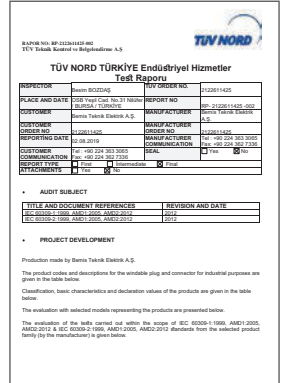 TÜV NORD
RAPOR NO: RP-2122611425-002
TÜV Teknik Kontrol ve Belgelendirme A.Ş
TÜV NORD TÜRKİYE Endüstriyel Hizmetler
Test Raporu
INSPECTOR Besim BOZDAŞ TUV ORDER NO. 2122611425
PLACE AND DATE OSB Yeşil Cad. No.31 Nilüfer / BURSA / TÜRKİYE REPORT NO RP- 2122611425 -002
CUSTOMER Bemis Teknik Elektrik A.Ş. MANUFACTURER Bemis Teknik Elektrik A.Ş.
CUSTOMER ORDER NO 2122611425 MANUFACTURER ORDER NO 2122611425
REPORTING DATE 02.08.2019 MANUFACTURER COMMUNICATION Tel : +90 224 363 3065 Fax: +90 224 362 7336
CUSTOMER COMMUNICATION Tel : +90 224 363 3065 Fax: +90 224 362 7336 SEAL Yes No
REPORT TYPE First Intermediate Final
ATTACHMENTS Yes No
• AUDIT SUBJECT
TITLE AND DOCUMENT REFERENCES REVISION AND DATE
IEC 60309-1:1999, AMD1:2005, AMD2:2012 2012
IEC 60309-2:1999, AMD1:2005, AMD2:2012 2012
• PROJECT DEVELOPMENT
Production made by Bemis Teknik Elektrik A.Ş.
The product codes and descriptions for the windable plug and connector for industrial purposes are
given in the table below.
Classification, basic characteristics and declaration values of the products are given in the table
below.
The evaluation with selected models representing the products are presented below.
The evaluation of the tests carried out within the scope of IEC 60309-1:1999, AMD1:2005,
AMD2:2012 & IEC 60309-2:1999, AMD1:2005, AMD2:2012 standards from the selected product
family (by the manufacturer) is given below.